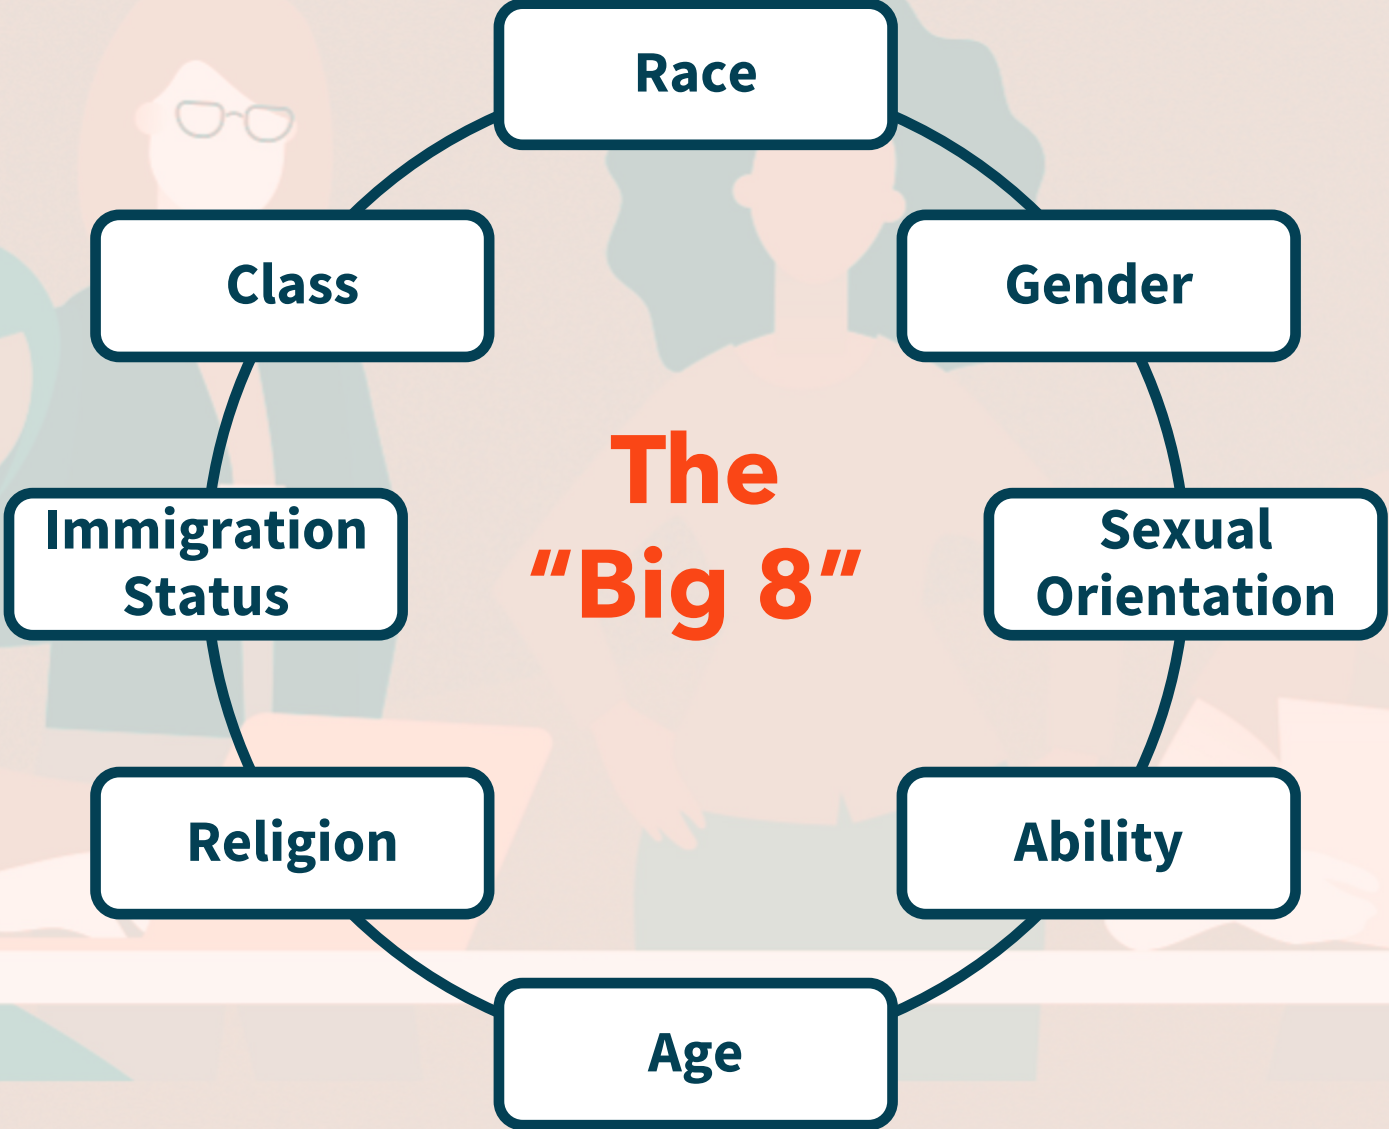 Race
Class
Gender
The
“Big 8”
Immigration
Status
Sexual
Orientation
Religion
Ability
Age